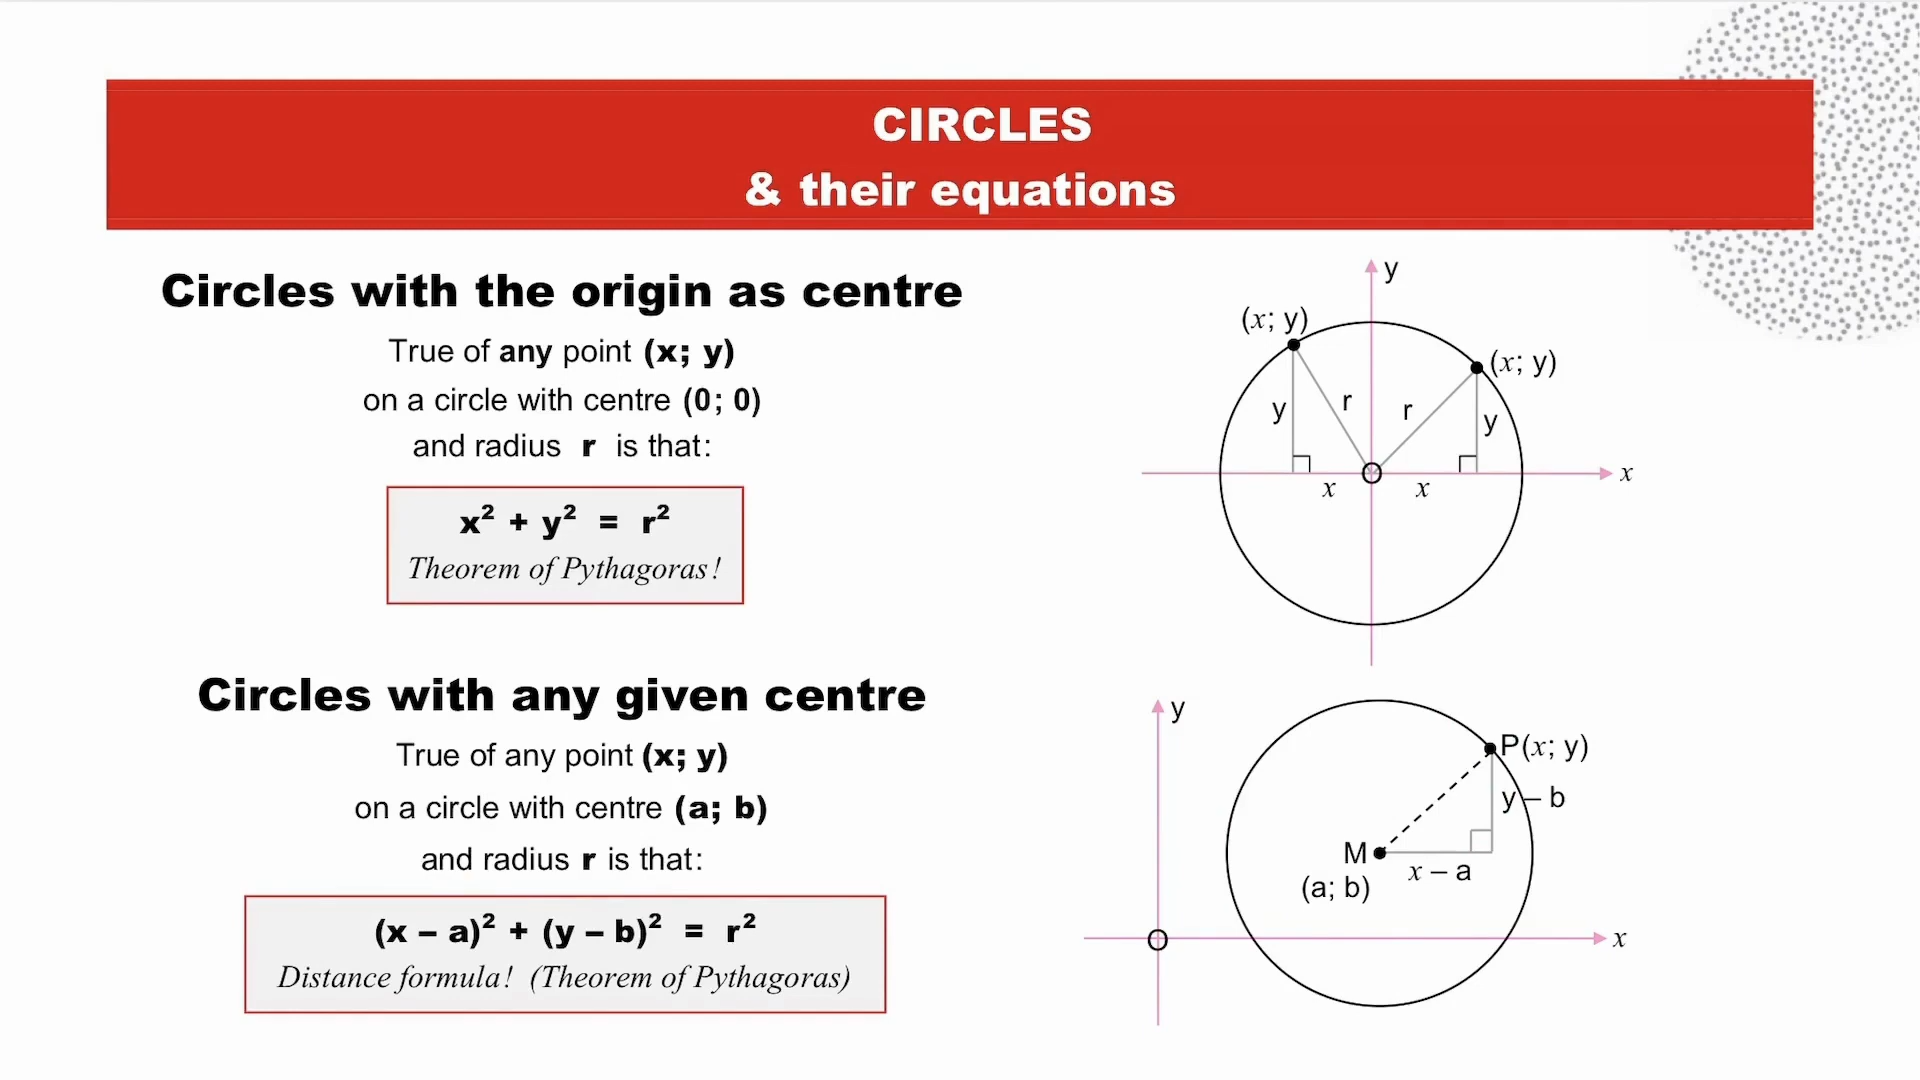 CIRCLES
& their equations
Circles with the origin as centre
True of any point (x; y)
on a circle with centre (0; 0)
and radius r is that:
x² + y² = r²
Theorem of Pythagoras!
y
(x; y)
(x; y)
y
r
r
y
x
x
O
x
Circles with any given centre
True of any point (x; y)
on a circle with centre (a; b)
and radius r is that:
(x – a)² + (y – b)² = r²
Distance formula! (Theorem of Pythagoras)
y
P(x; y)
y – b
M
(a; b)
x – a
O
x